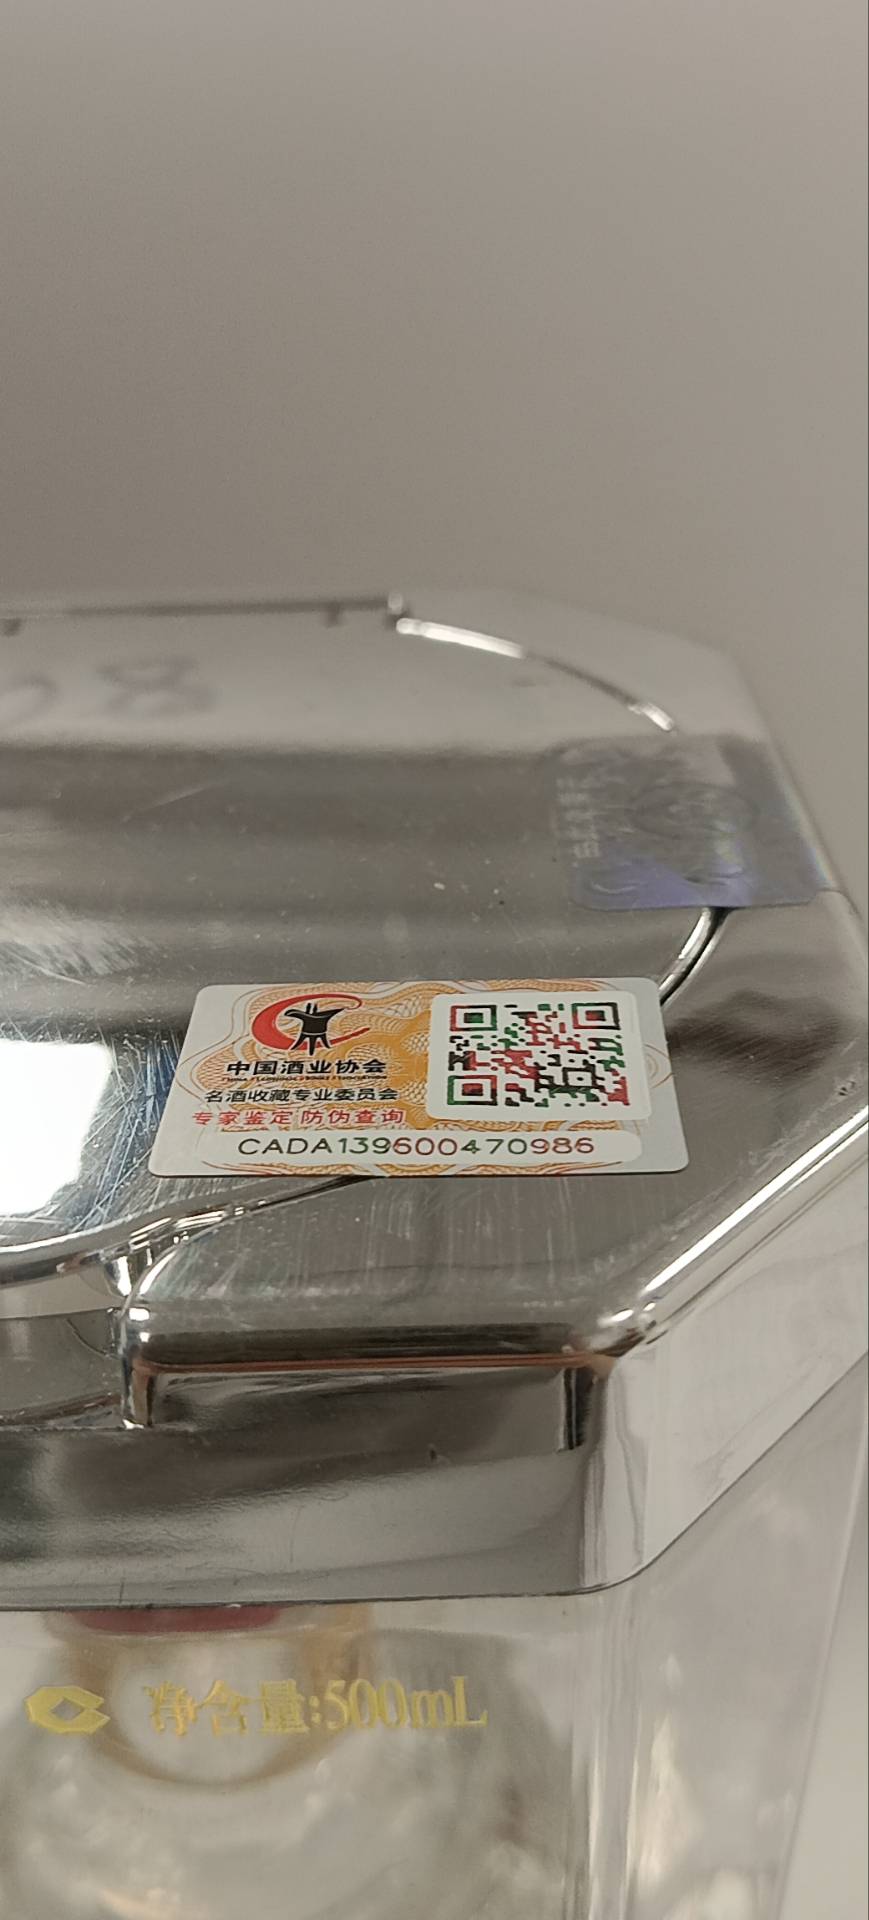 中国酒业协会
名酒收藏专业委员会
专家鉴定 防伪查询
CADA139600470986
净含量:500mL